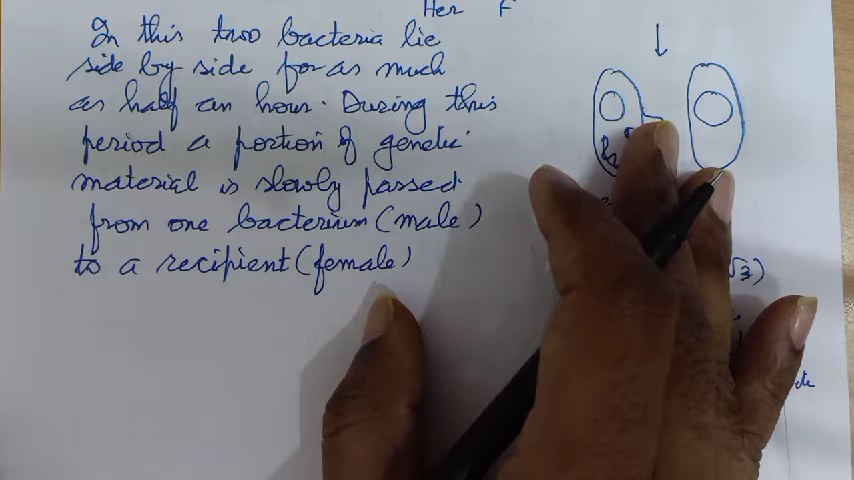 Her F
In this two bacteria lie
side by side for as much
as half an hour. During this
period a portion of genetic
material is slowly passed
from one bacterium (male)
to a recipient (female)